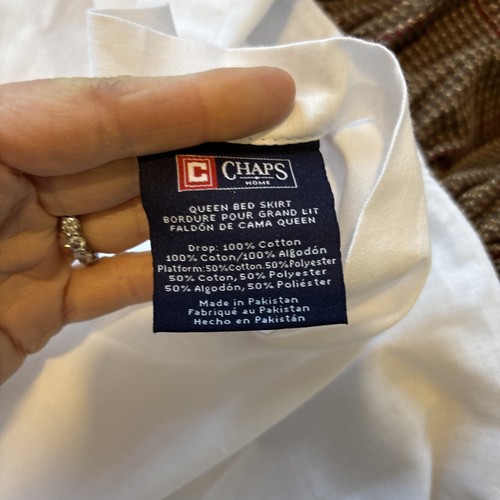 C CHAPS
HOME
QUEEN BED SKIRT
BORDURE POUR GRAND LIT
FALDÓN DE CAMA QUEEN
Drop: 100% Cotton
100% Coton/100% Algodón
Platform:50%Cotton.50%Polyester
50% Coton, 50% Polyester
50% Algodón, 50% Poliéster
Made in Pakistan
Fabriqué au Pakistan
Hecho en Pakistán